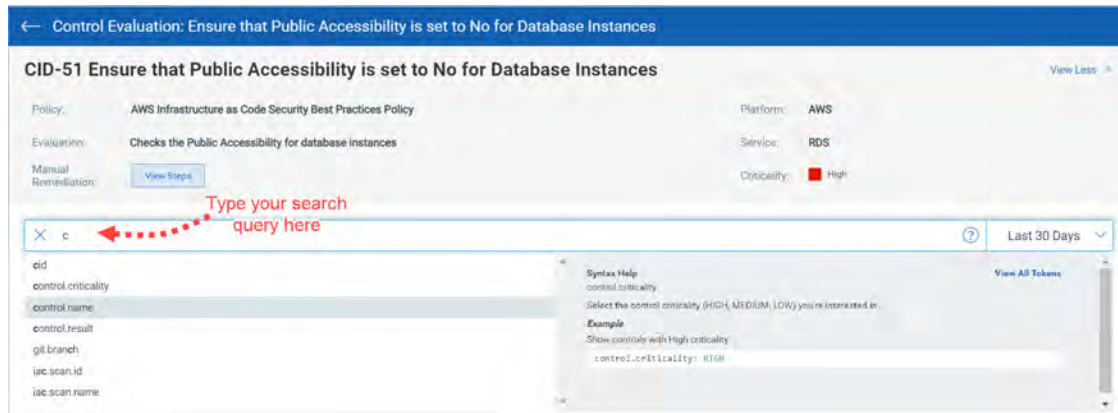 ← Control Evaluation: Ensure that Public Accessibility is set to No for Database Instances
CID-51 Ensure that Public Accessibility is set to No for Database Instances
View Less
Policy: AWS Infrastructure as Code Security Best Practices Policy
Platform: AWS
Evaluation: Checks the Public Accessibility for database instances
Service: RDS
Manual
Remediation:
View Steps
Criticality: High
Type your search
query here
c
? Last 30 Days
cid
control.criticality
control.name
control.result
git.branch
iac.scan.id
iac.scan.name
Syntax Help
View All Tokens
control.criticality
Select the control criticality (HIGH, MEDIUM, LOW) you're interested in.
Example
Show controls with High criticality
control.criticality: HIGH